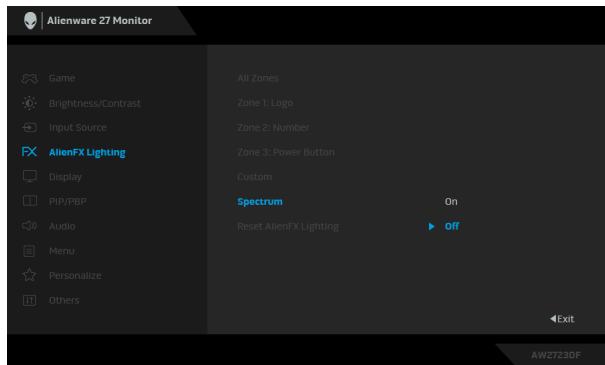 Alienware 27 Monitor
Game
All Zones
Brightness/Contrast
Zone 1: Logo
Input Source
Zone 2: Number
FX AlienFX Lighting
Zone 3: Power Button
Display
Custom
PIP/PBP
Spectrum On
Audio
Reset AlienFX Lighting Off
Menu
Personalize
Others
Exit
AW2723DF